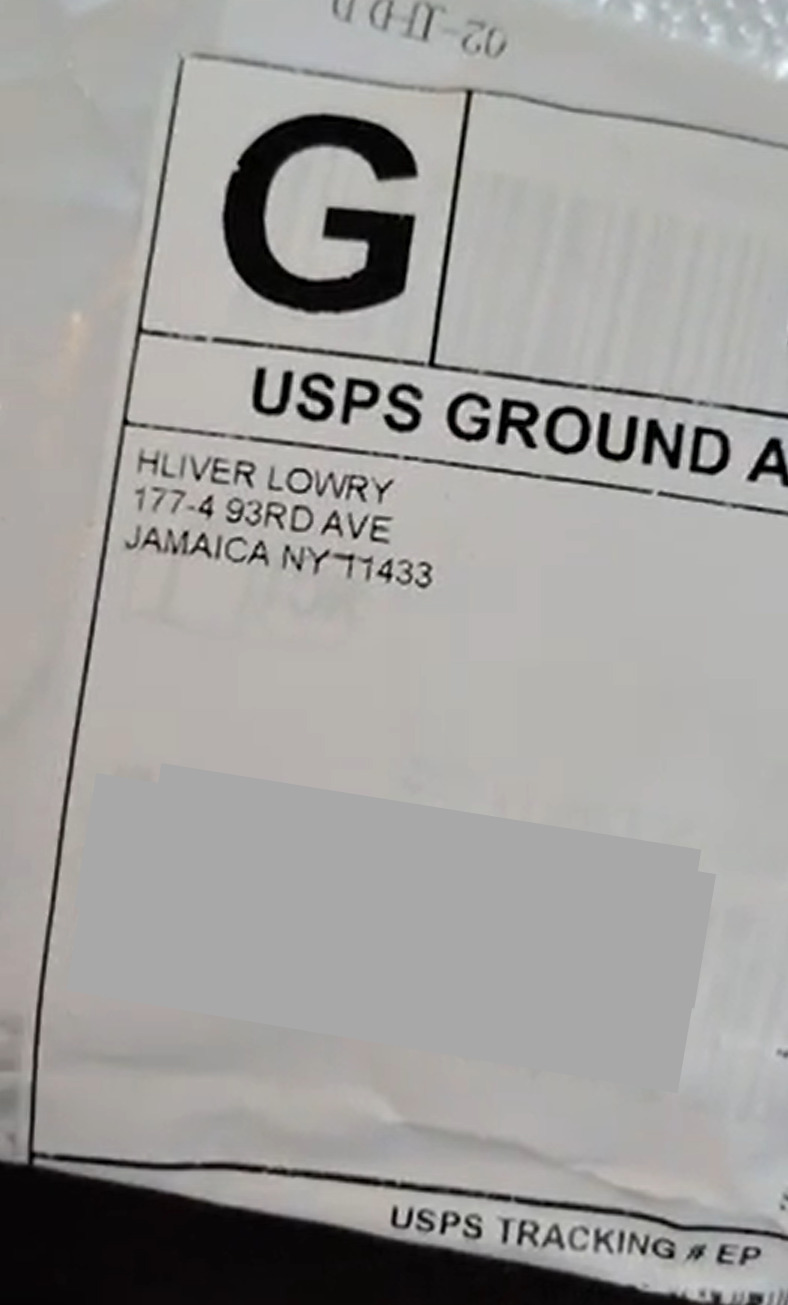 G
USPS GROUND A
HLIVER LOWRY
177-4 93RD AVE
JAMAICA NY 11433
USPS TRACKING # EP